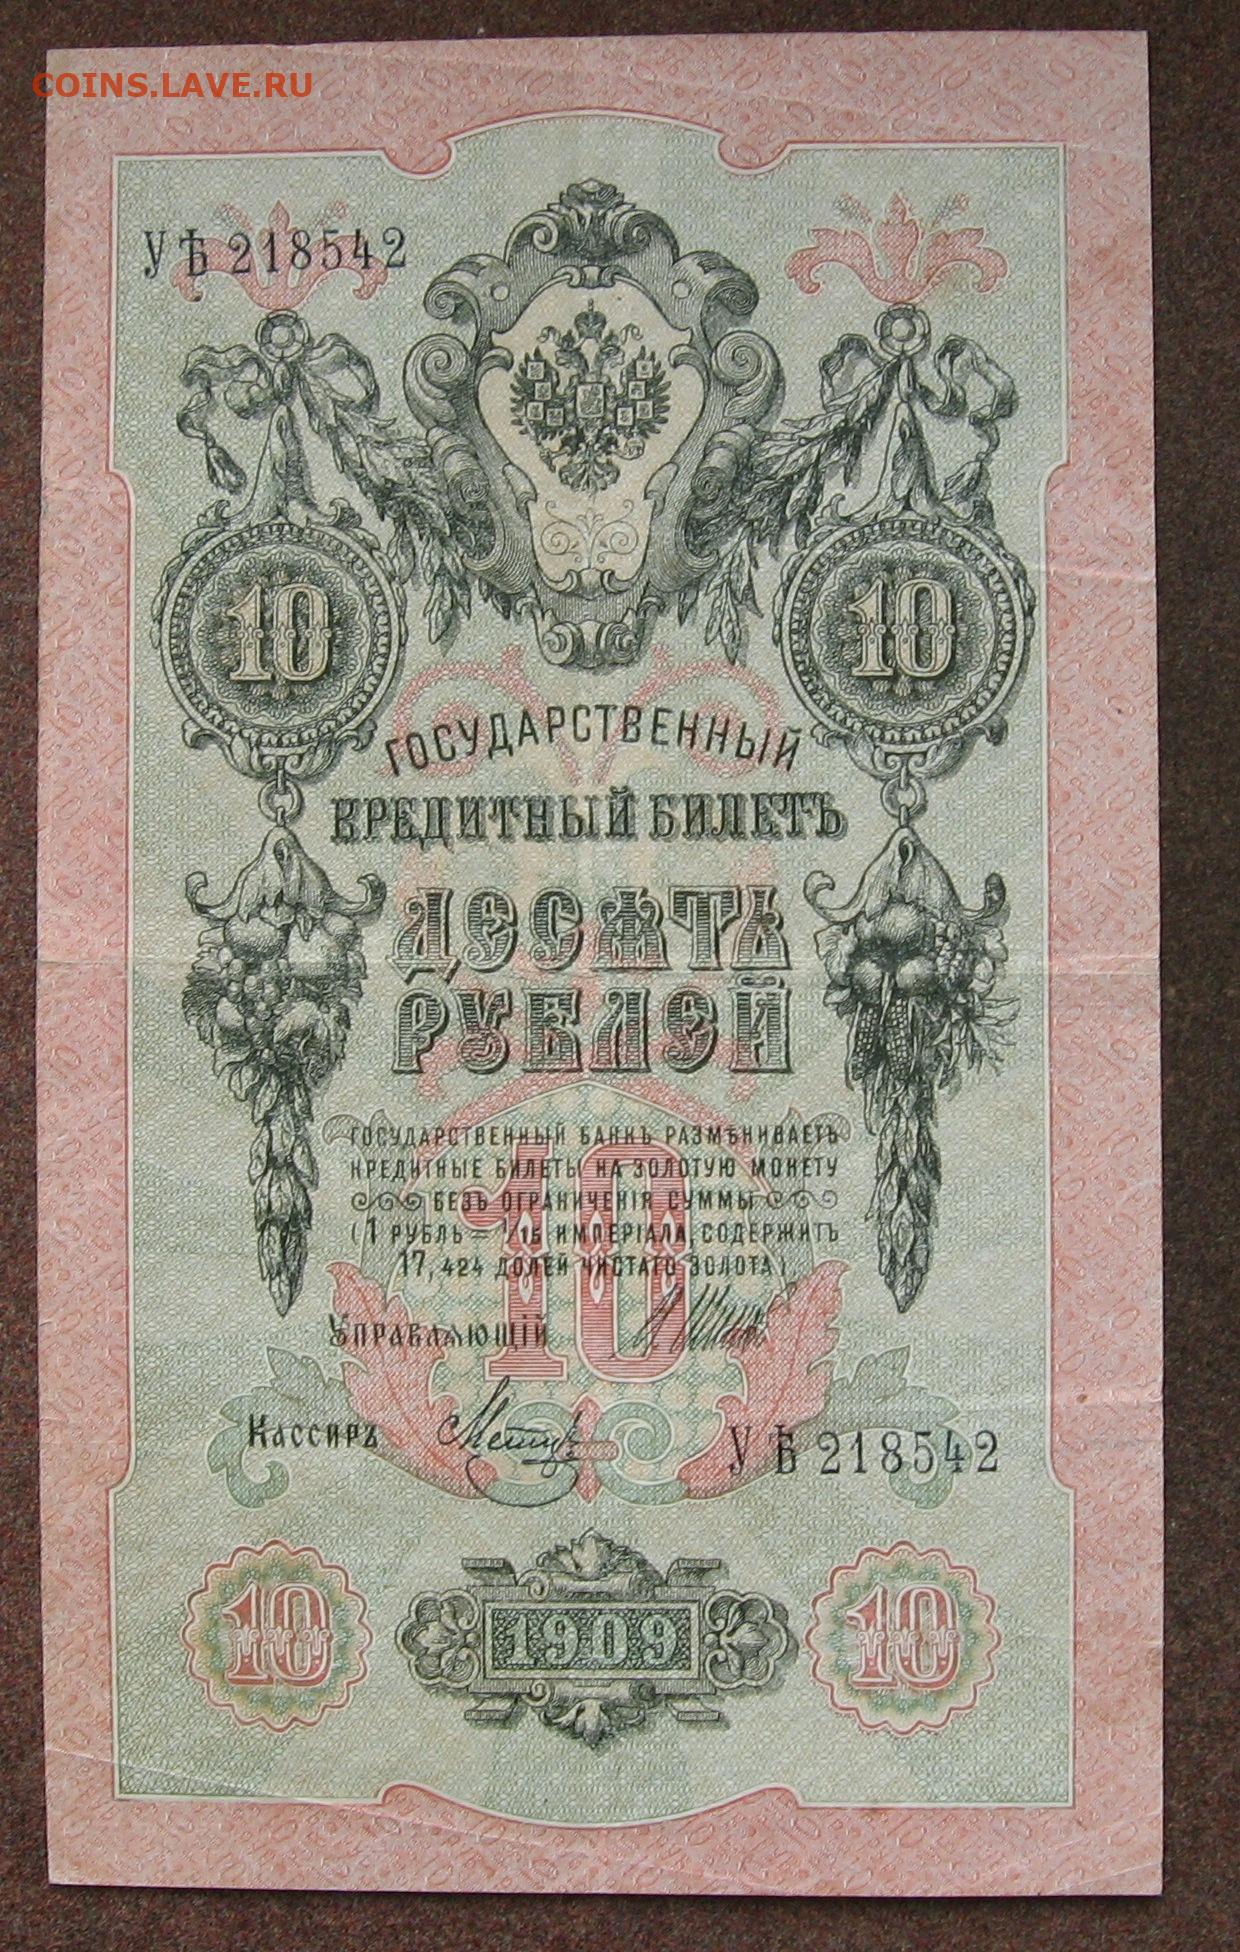 COINS.LAVE.RU
УѢ 218542
10 10
ГОСУДАРСТВЕННЫЙ
КРЕДИТНЫЙ БИЛЕТЪ
ДЕСѦТЬ
РУБЛЕЙ
ГОСУДАРСТВЕННЫЙ БАНКЪ РАЗМѢНИВАЕТЪ
КРЕДИТНЫЕ БИЛЕТЫ НА ЗОЛОТУЮ МОНЕТУ
БЕЗЪ ОГРАНИЧЕНІЯ СУММЫ
(1 РУБЛЬ = 1/15 ИМПЕРІАЛА, СОДЕРЖИТЪ
17,424 ДОЛЕЙ ЧИСТАГО ЗОЛОТА).
10
УПРАВЛѦЮЩІЙ
КАССИРЪ
УѢ 218542
10 1909 10